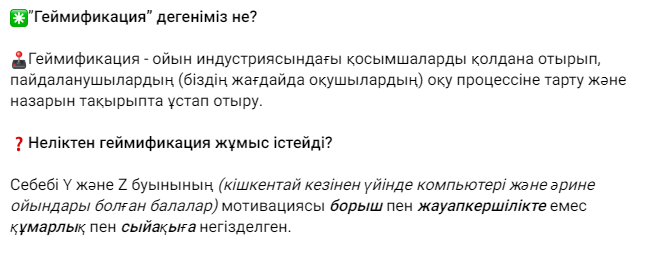 ✳️"Геймификация” дегеніміз не?
🕹️Геймификация - ойын индустриясындағы қосымшаларды қолдана отырып,
пайдаланушылардың (біздің жағдайда оқушылардың) оқу процессіне тарту және
назарын тақырыпта ұстап отыру.
❓Неліктен геймификация жұмыс істейді?
Себебі Y және Z буынының (кішкентай кезінен үйінде компьютері және әрине
ойындары болған балалар) мотивациясы борыш пен жауапкершілікте емес
құмарлық пен сыйақыға негізделген.